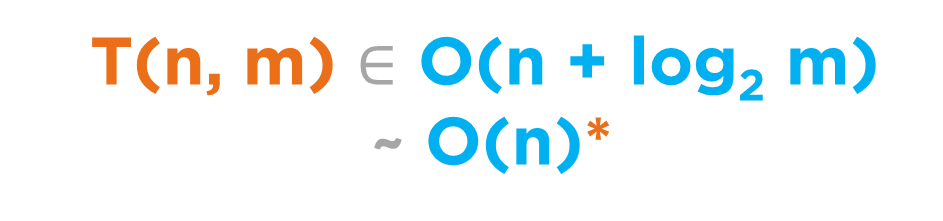 T(n, m) ∈ O(n + log₂ m)
~ O(n)*